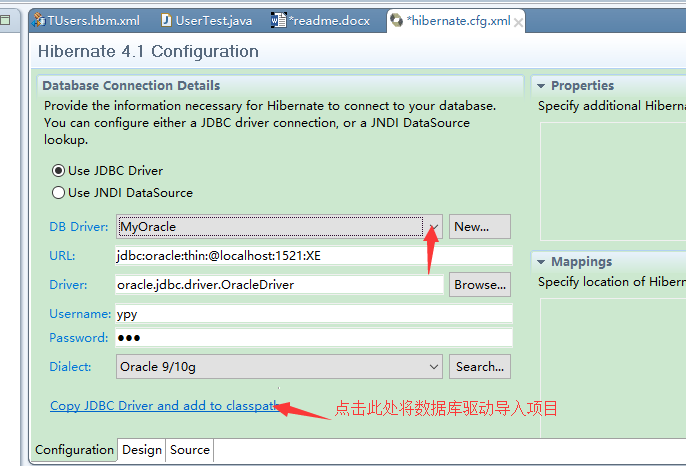 TUsers.hbm.xml UserTest.java *readme.docx *hibernate.cfg.xml
Hibernate 4.1 Configuration
Database Connection Details
Provide the information necessary for Hibernate to connect to your database.
You can configure either a JDBC driver connection, or a JNDI DataSource
lookup.
Use JDBC Driver
Use JNDI DataSource
DB Driver: MyOracle New...
URL: jdbc:oracle:thin:@localhost:1521:XE
Driver: oracle.jdbc.driver.OracleDriver Browse...
Username: ypy
Password: ●●●
Dialect: Oracle 9/10g Search...
Copy JDBC Driver and add to classpath 点击此处将数据库驱动导入项目
Configuration Design Source
Properties
Specify additional Hiberna
Mappings
Specify location of Hibern